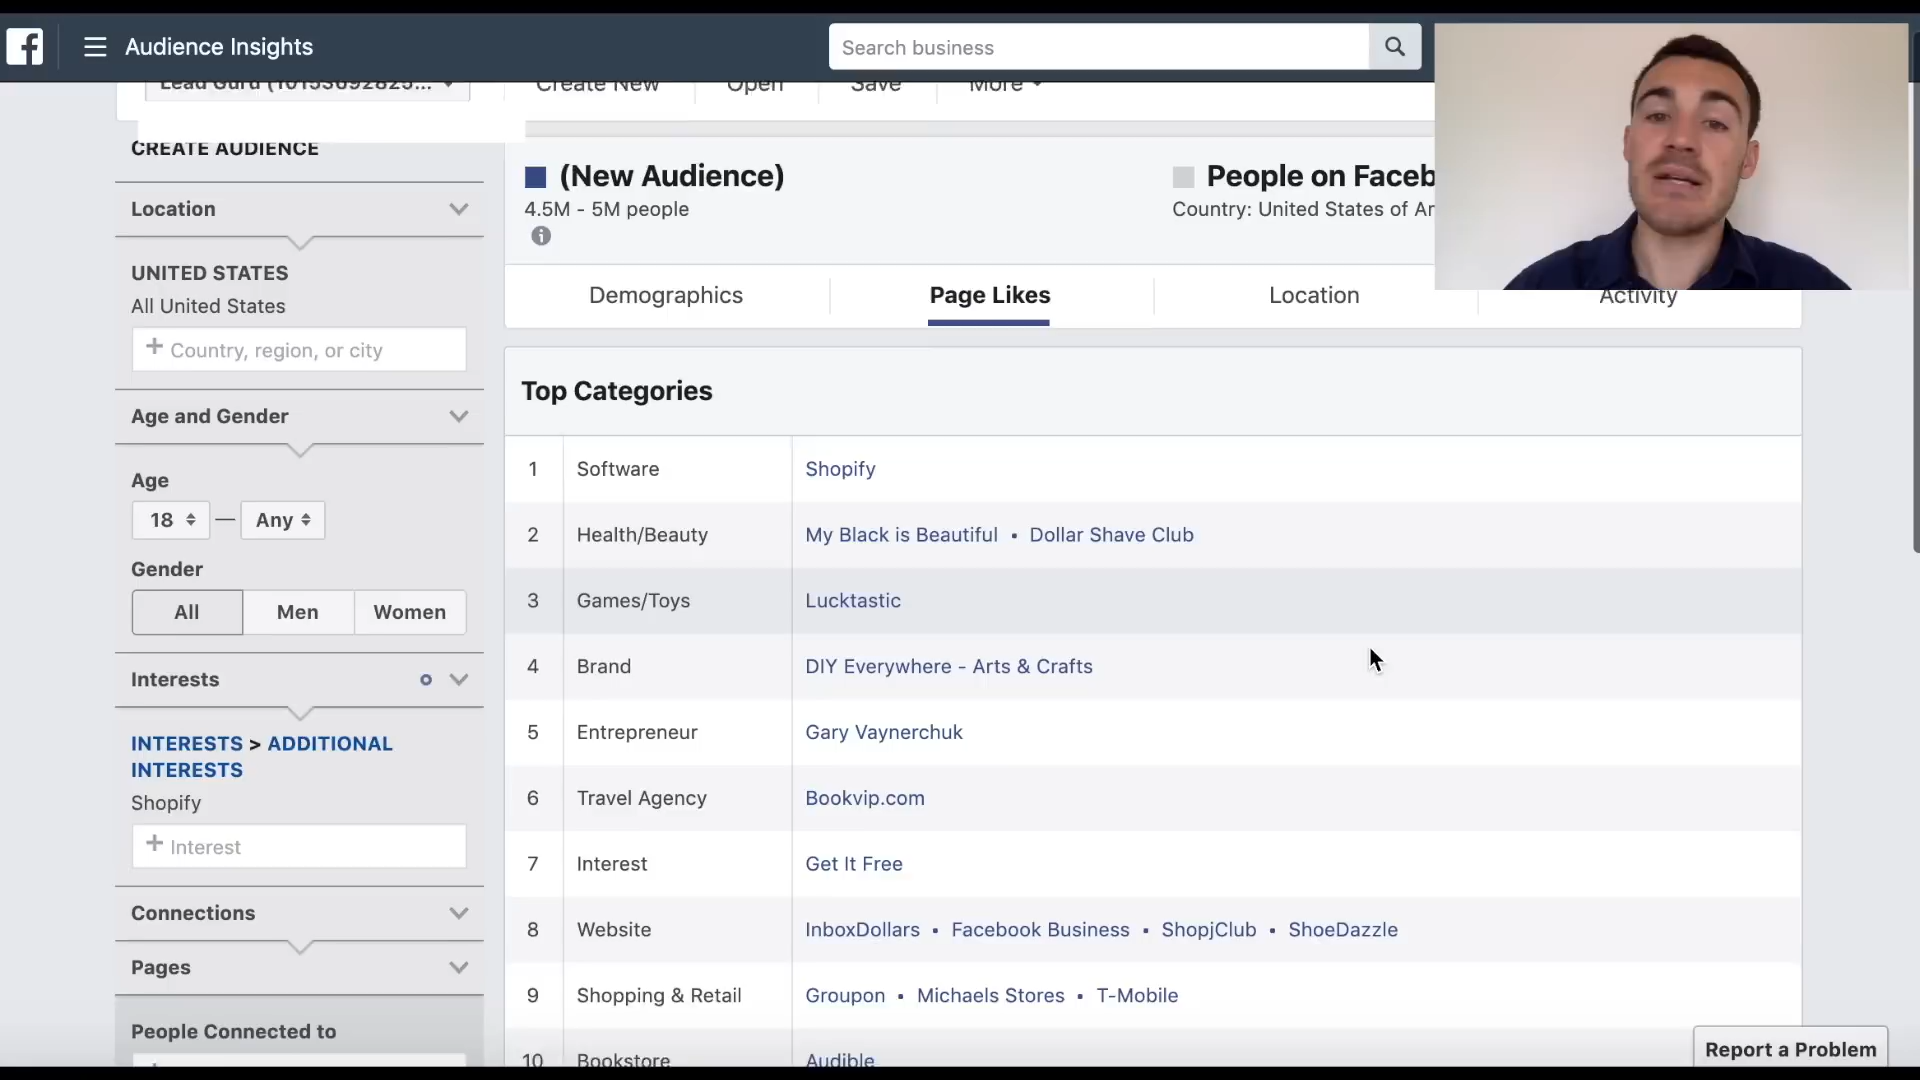 Audience Insights
Search business
Lead Guru (10153692825...
Create New
Open
Save
More
CREATE AUDIENCE
Location
UNITED STATES
All United States
+ Country, region, or city
Age and Gender
Age
18 — Any
Gender
All Men Women
Interests
INTERESTS > ADDITIONAL
INTERESTS
Shopify
+ Interest
Connections
Pages
People Connected to
(New Audience)
4.5M - 5M people
People on Faceb
Country: United States of Ar
Demographics
Page Likes
Location
Activity
Top Categories
1 Software Shopify
2 Health/Beauty My Black is Beautiful • Dollar Shave Club
3 Games/Toys Lucktastic
4 Brand DIY Everywhere - Arts & Crafts
5 Entrepreneur Gary Vaynerchuk
6 Travel Agency Bookvip.com
7 Interest Get It Free
8 Website InboxDollars • Facebook Business • ShopjClub • ShoeDazzle
9 Shopping & Retail Groupon • Michaels Stores • T-Mobile
10 Bookstore Audible
Report a Problem